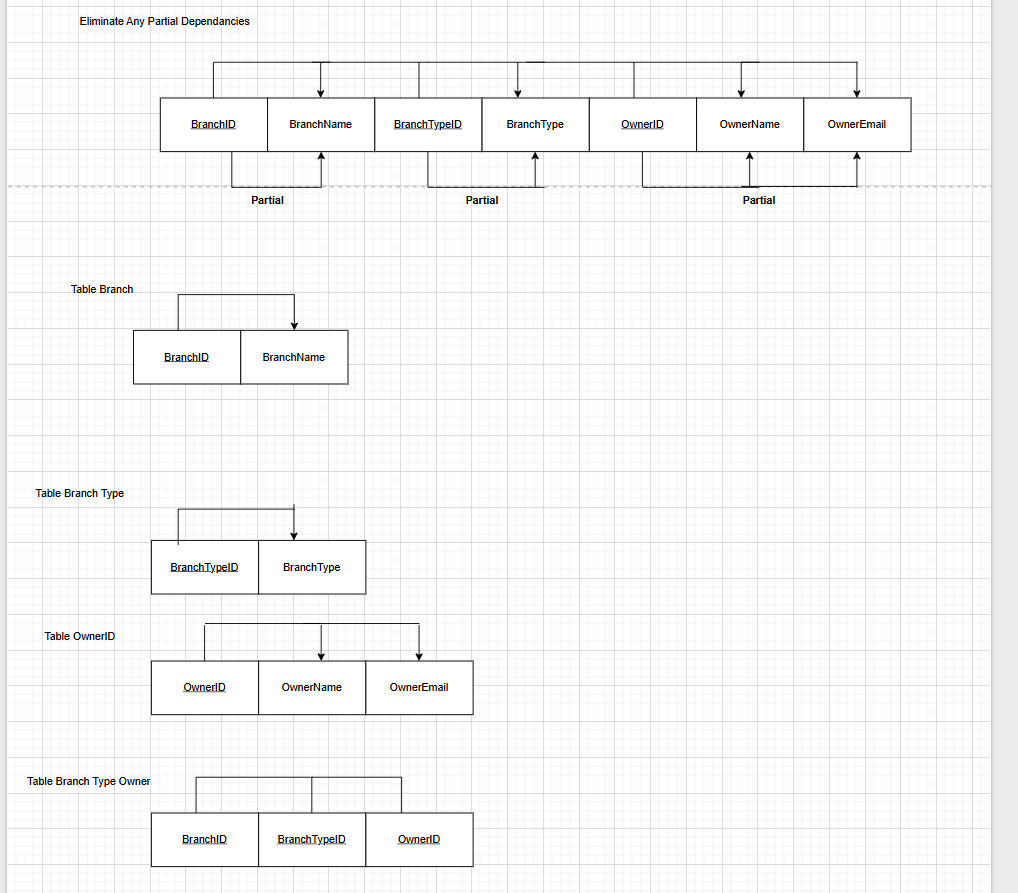 Eliminate Any Partial Dependancies
BranchID BranchName BranchTypeID BranchType OwnerID OwnerName OwnerEmail
Partial Partial Partial
Table Branch
BranchID BranchName
Table Branch Type
BranchTypeID BranchType
Table OwnerID
OwnerID OwnerName OwnerEmail
Table Branch Type Owner
BranchID BranchTypeID OwnerID